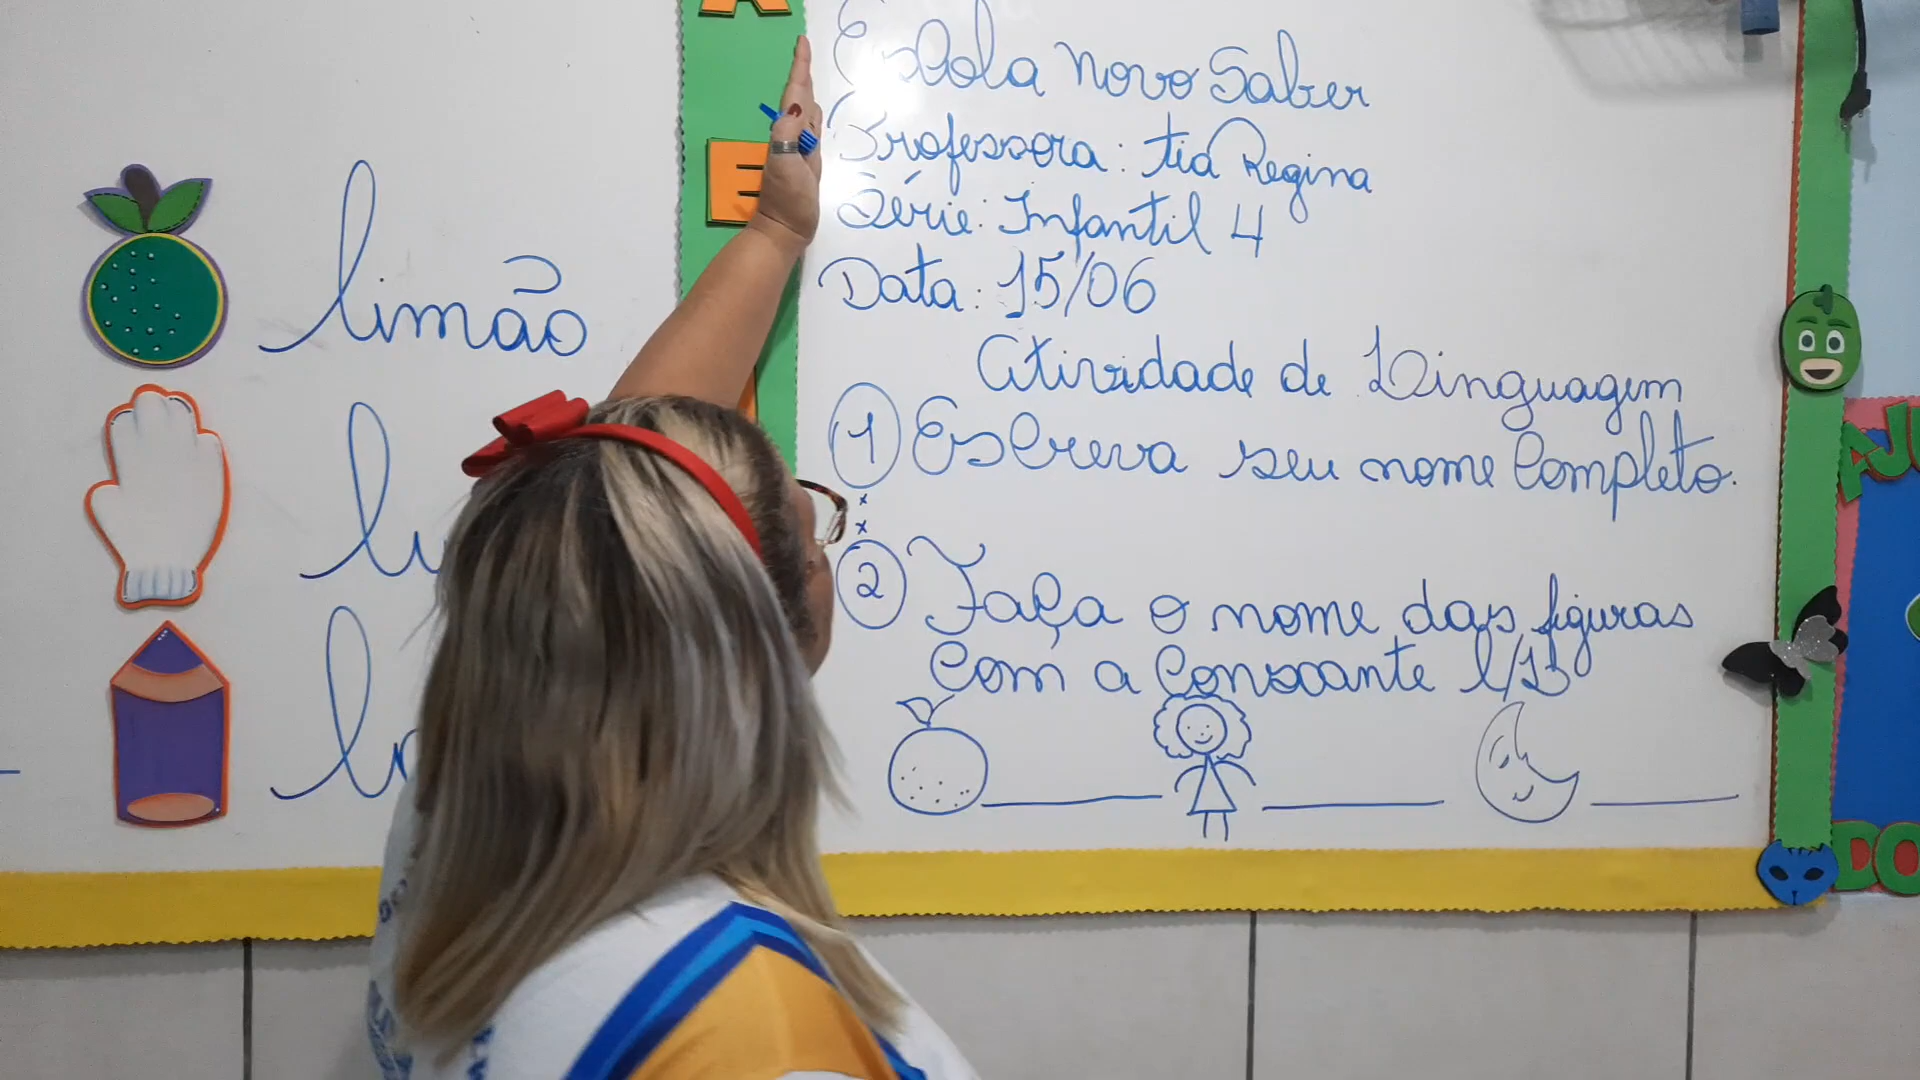 limão
A
E
Escola Novo Saber
Professora: tia Regina
Série: Infantil 4
Data: 15/06
Atividade de Linguagem
1 Escreva seu nome completo.
x
x
2 Faça o nome das figuras
com a consoante l/L